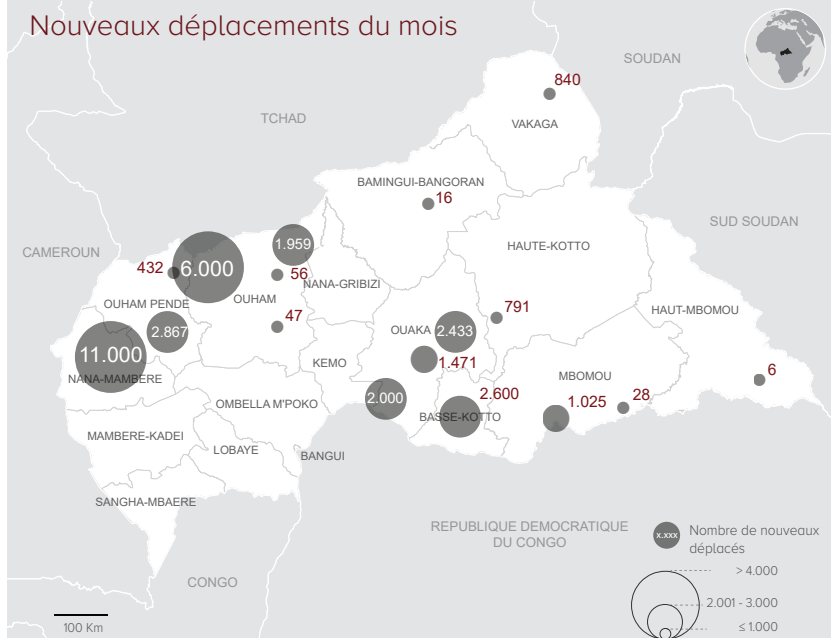 Nouveaux déplacements du mois
SOUDAN
840
TCHAD
VAKAGA
BAMINGUI-BANGORAN
16
SUD SOUDAN
CAMEROUN
1.959
HAUTE-KOTTO
432
6.000
56
NANA-GRIBIZI
OUHAM PENDE
OUHAM
HAUT-MBOMOU
47
791
2.867
OUAKA
2.433
11.000
KEMO
1.471
6
NANA-MAMBERE
MBOMOU
2.000
2.600
1.025
28
OMBELLA M'POKO
BASSE-KOTTO
MAMBERE-KADEI
LOBAYE
BANGUI
SANGHA-MBAERE
REPUBLIQUE DEMOCRATIQUE
DU CONGO
CONGO
x.xxx
Nombre de nouveaux
déplacés
> 4.000
2.001 - 3.000
≤ 1.000
100 Km